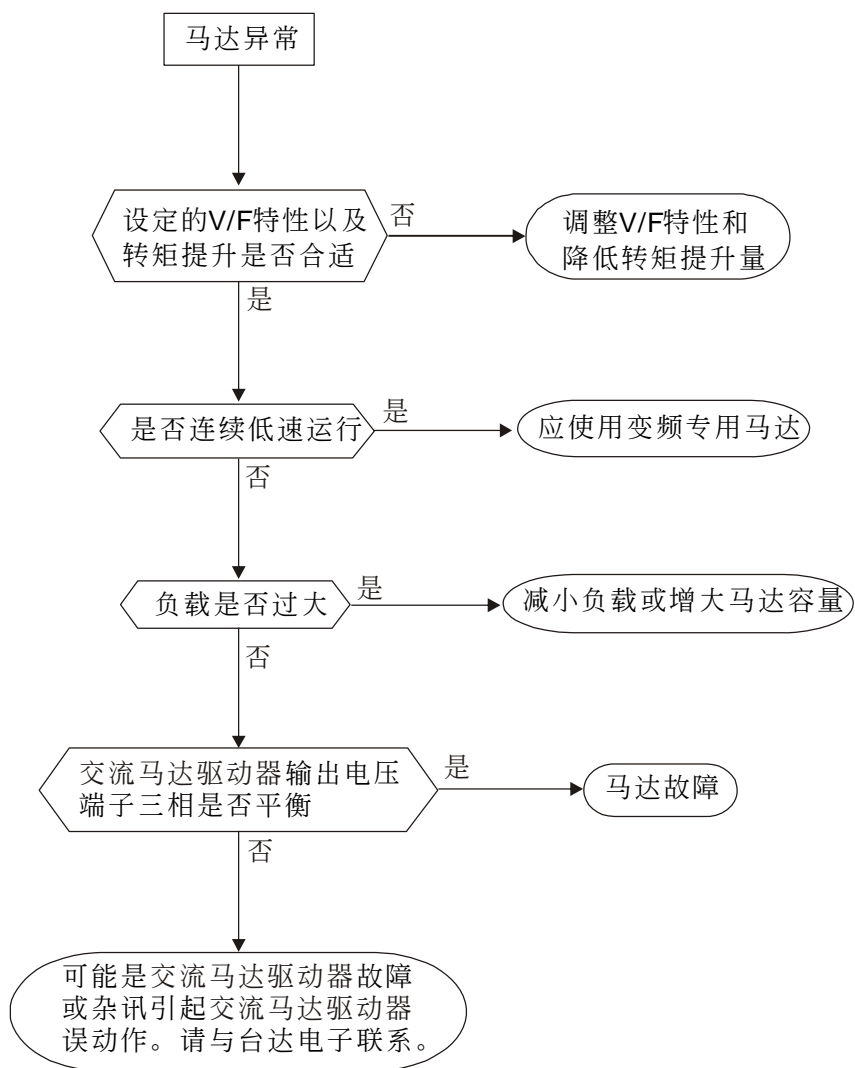 马达异常
设定的V/F特性以及
转矩提升是否合适
否
调整V/F特性和
降低转矩提升量
是
是否连续低速运行
是
应使用变频专用马达
否
负载是否过大
是
减小负载或增大马达容量
否
交流马达驱动器输出电压
端子三相是否平衡
是
马达故障
否
可能是交流马达驱动器故障
或杂讯引起交流马达驱动器
误动作。请与台达电子联系。